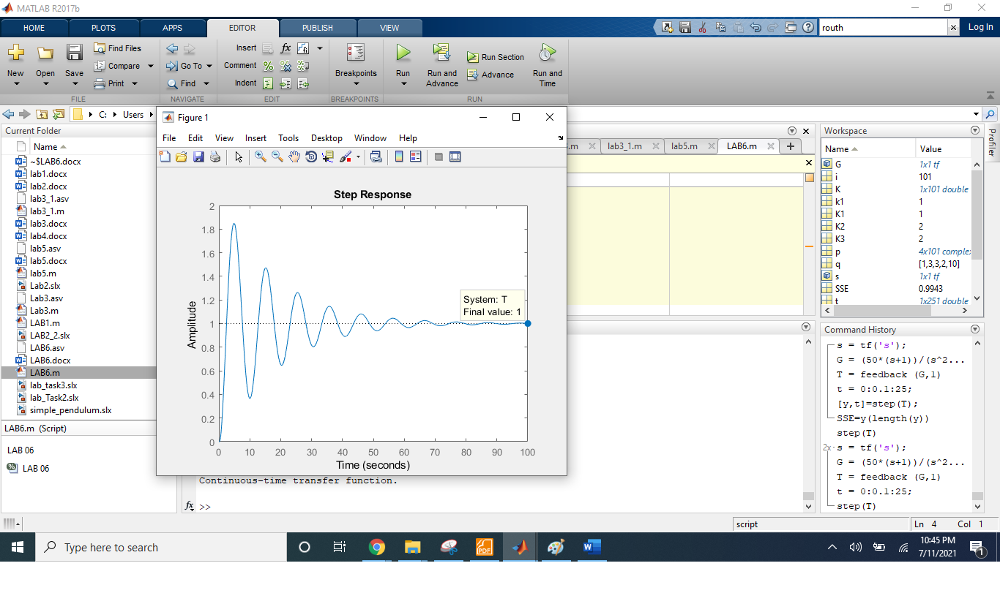 MATLAB R2017b
HOME PLOTS APPS EDITOR PUBLISH VIEW
routh
Log In
New
Open
Save
Find Files
Compare
Print
FILE
Go To
Find
NAVIGATE
Insert
fx
Comment
Indent
EDIT
Breakpoints
BREAKPOINTS
Run
Run and Advance
Run Section
Advance
Run and Time
RUN
C: Users
Current Folder
Name
~$LAB6.docx
lab1.docx
lab2.docx
lab3_1.asv
lab3_1.m
lab3.docx
lab4.docx
lab5.asv
lab5.docx
lab5.m
Lab2.slx
Lab3.asv
Lab3.m
LAB1.m
LAB2_2.slx
LAB6.asv
LAB6.docx
LAB6.m
lab_task3.slx
lab_Task2.slx
simple_pendulum.slx
LAB6.m (Script)
LAB 06
LAB 06
Figure 1
File Edit View Insert Tools Desktop Window Help
Step Response
Amplitude
2
1.8
1.6
1.4
1.2
1
0.8
0.6
0.4
0.2
0
System: T
Final value: 1
0 10 20 30 40 50 60 70 80 90 100
Time (seconds)
.m lab3_1.m lab5.m LAB6.m
Continuous-time transfer function.
fx >>
Workspace
Name Value
G 1x1 tf
i 101
K 1x101 double
k1 1
K1 1
K2 2
K3 2
p 4x101 complex
q [1,3,3,2,10]
s 1x1 tf
SSE 0.9943
t 1x251 double
Profiler
Command History
s = tf('s');
G = (50*(s+1))/(s^2...
T = feedback (G,1)
t = 0:0.1:25;
[y,t]=step(T);
SSE=y(length(y))
step(T)
2x s = tf('s');
G = (50*(s+1))/(s^2...
T = feedback (G,1)
t = 0:0.1:25;
step(T)
script
Ln 4 Col 1
Type here to search
PDF
10:45 PM
7/11/2021
1